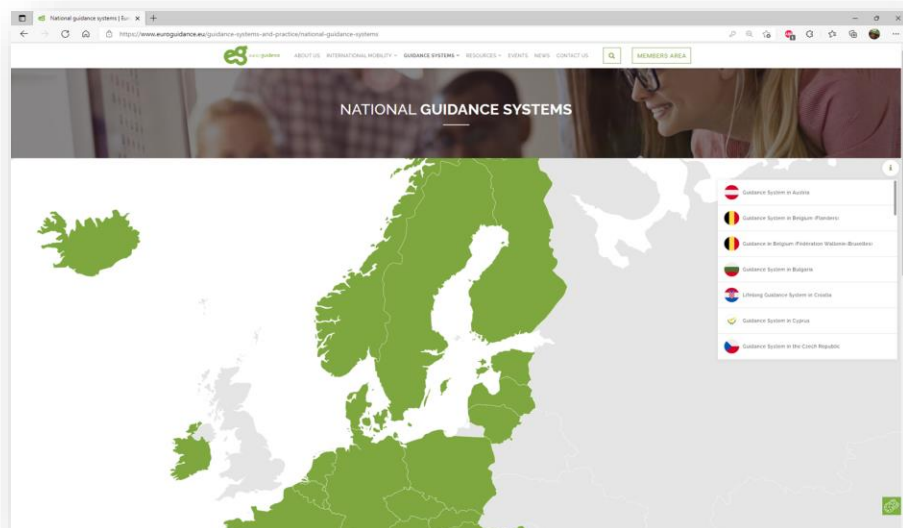 National guidance systems | Eur
https://www.euroguidance.eu/guidance-systems-and-practice/national-guidance-systems
eg euroguidance ABOUT US INTERNATIONAL MOBILITY GUIDANCE SYSTEMS RESOURCES EVENTS NEWS CONTACT US MEMBERS AREA
NATIONAL GUIDANCE SYSTEMS
i
Guidance System in Austria
Guidance System in Belgium (Flanders)
Guidance in Belgium (Fédération Wallonie-Bruxelles)
Guidance System in Bulgaria
Lifelong Guidance System in Croatia
Guidance System in Cyprus
Guidance System in the Czech Republic